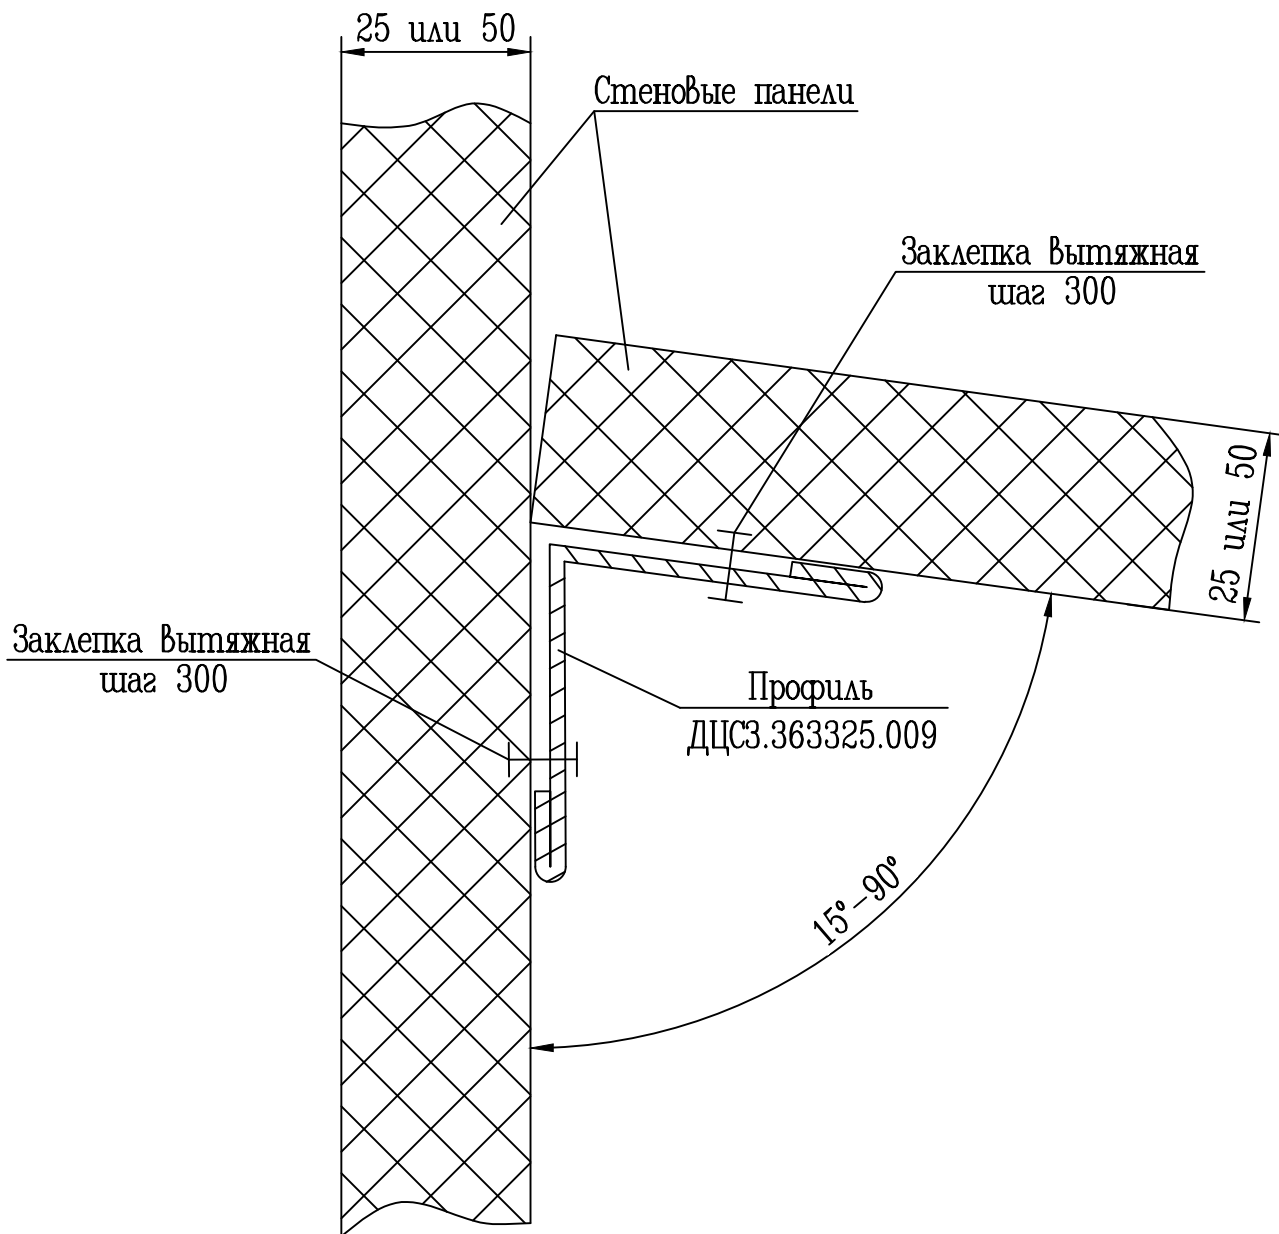 25 или 50
Стеновые панели
Заклепка вытяжная
шаг 300
25 или 50
Заклепка вытяжная
шаг 300
Профиль
ДЦС3.363325.009
15°-90°